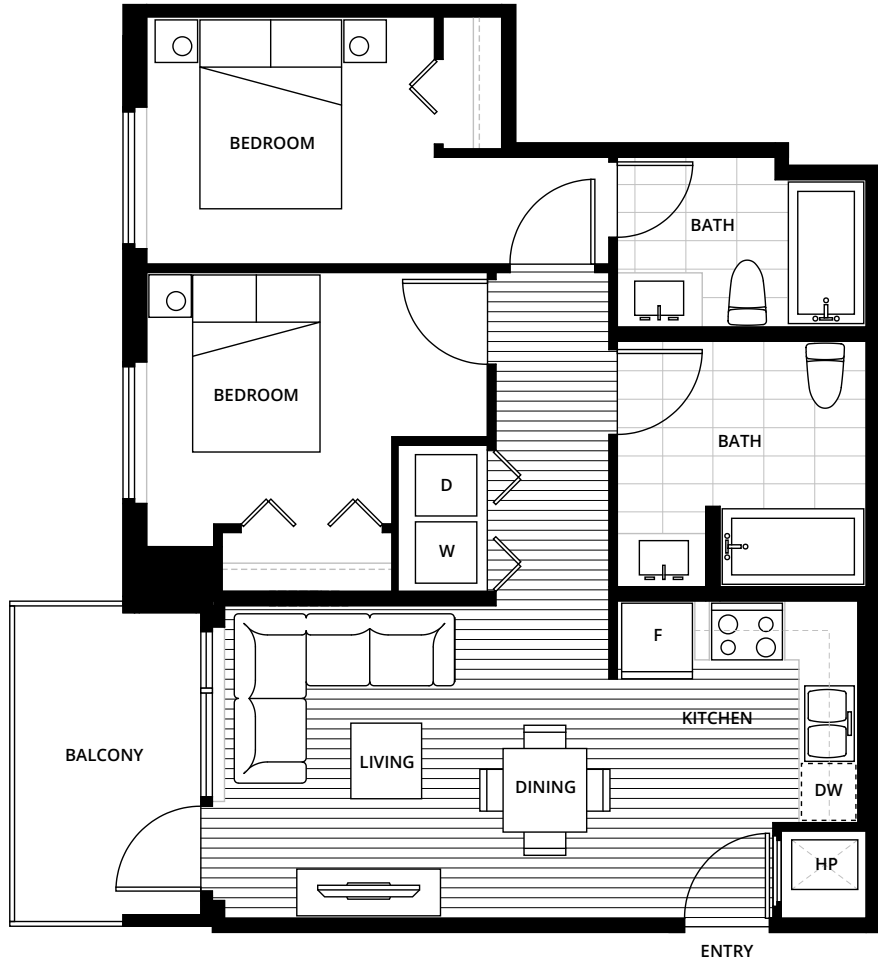 BEDROOM
BATH
BEDROOM
BATH
D
W
F
KITCHEN
BALCONY
LIVING
DINING
DW
HP
ENTRY